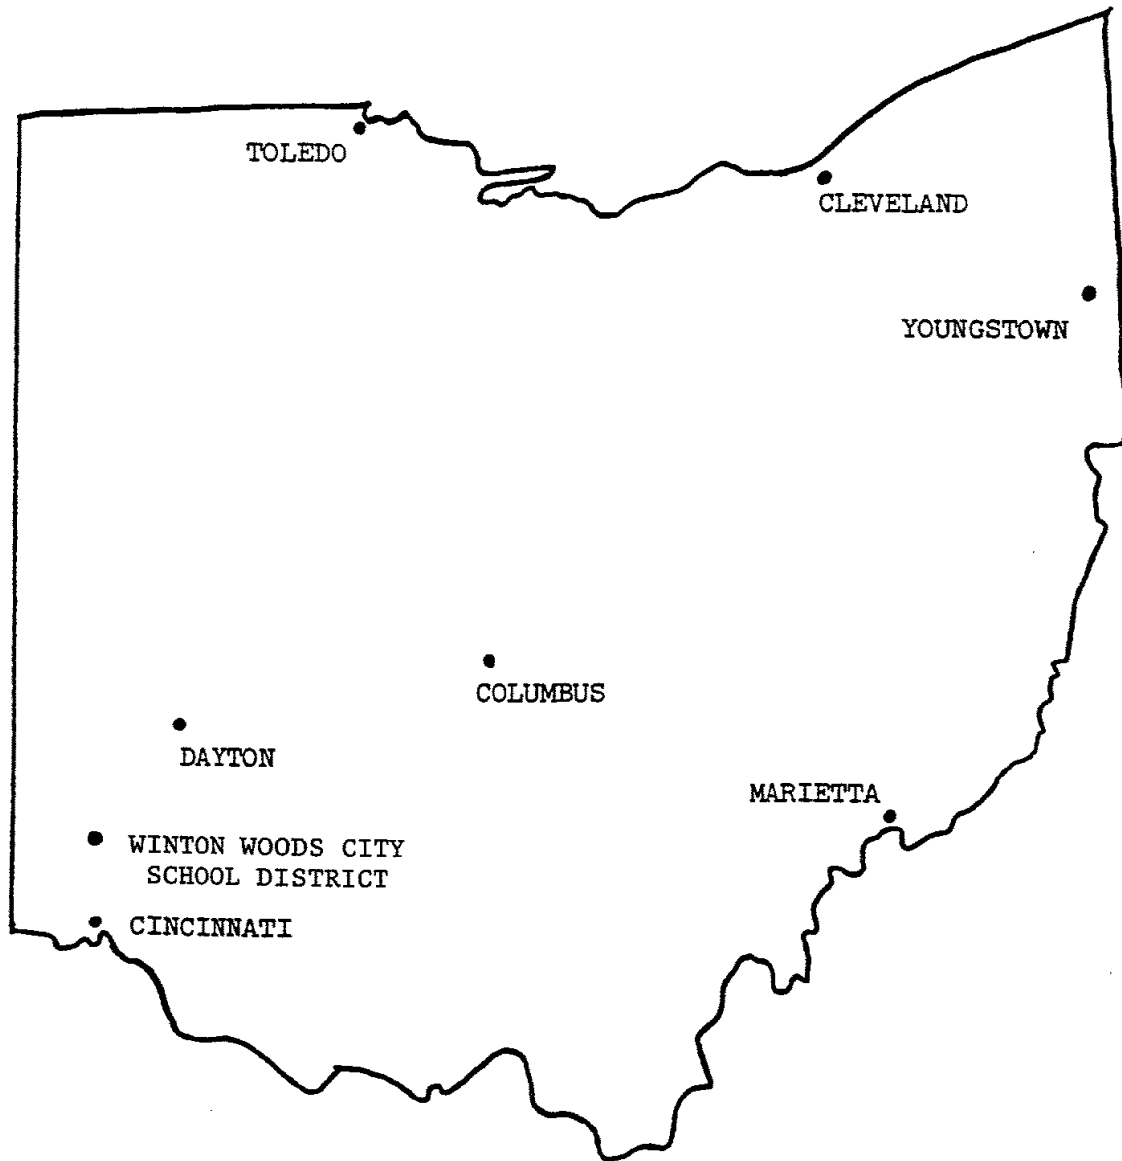 TOLEDO
CLEVELAND
YOUNGSTOWN
COLUMBUS
DAYTON
MARIETTA
WINTON WOODS CITY
SCHOOL DISTRICT
CINCINNATI